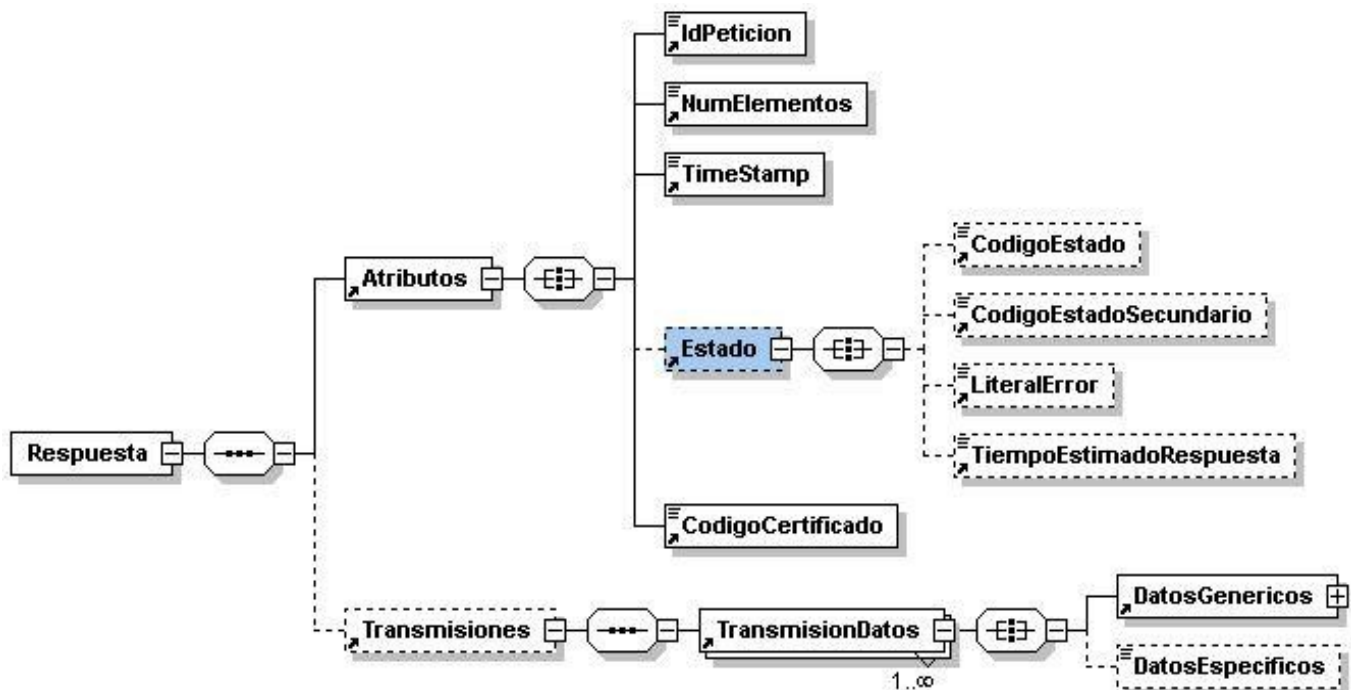 IdPeticion
NumElementos
TimeStamp
CodigoEstado
Atributos
CodigoEstadoSecundario
Estado
LiteralError
Respuesta
TiempoEstimadoRespuesta
CodigoCertificado
DatosGenericos
Transmisiones
TransmisionDatos
DatosEspecificos
1..∞